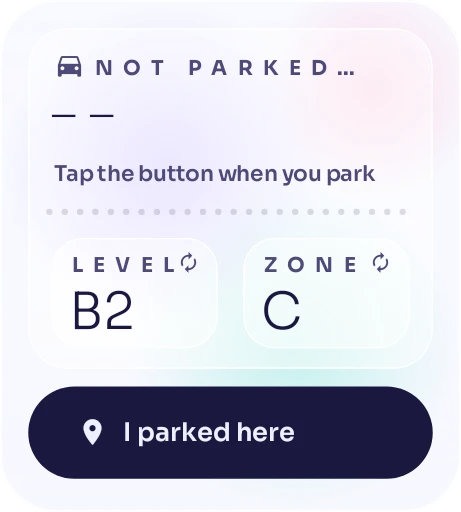 NOT PARKED…
— —
Tap the button when you park
LEVEL
ZONE
B2
C
I parked here